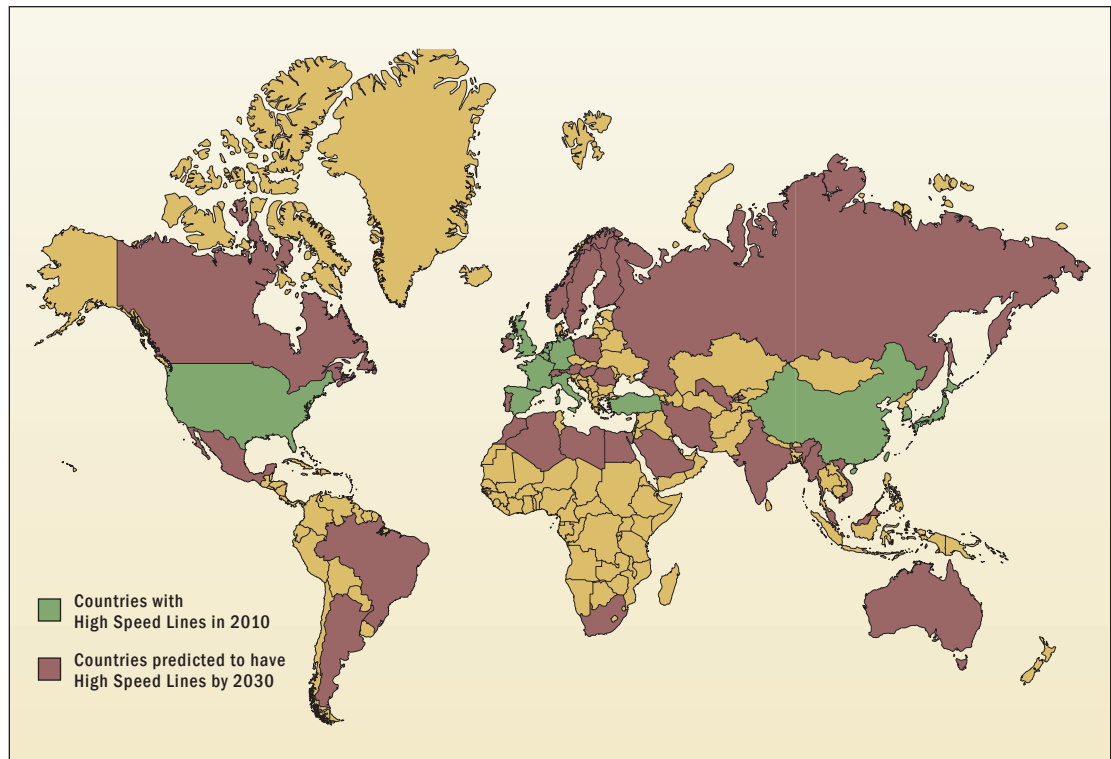 Countries with
High Speed Lines in 2010
Countries predicted to have
High Speed Lines by 2030